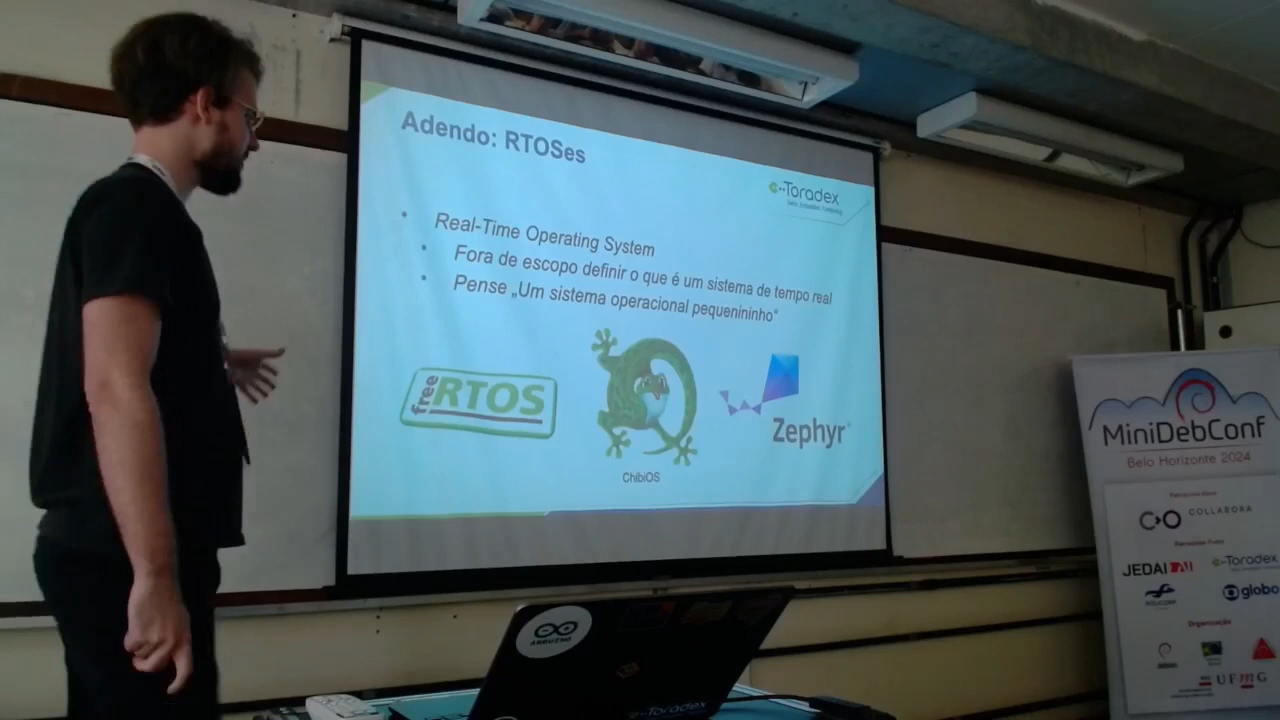 Adendo: RTOSes
Toradex
Real-Time Operating System
Fora de escopo definir o que é um sistema de tempo real
Pense „Um sistema operacional pequenininho“
free RTOS
ChibiOS
Zephyr
MiniDebConf
Belo Horizonte 2024
COLLABORA
JEDAI
Toradex
globo
Organização
UFMG
ARDUINO
Toradex